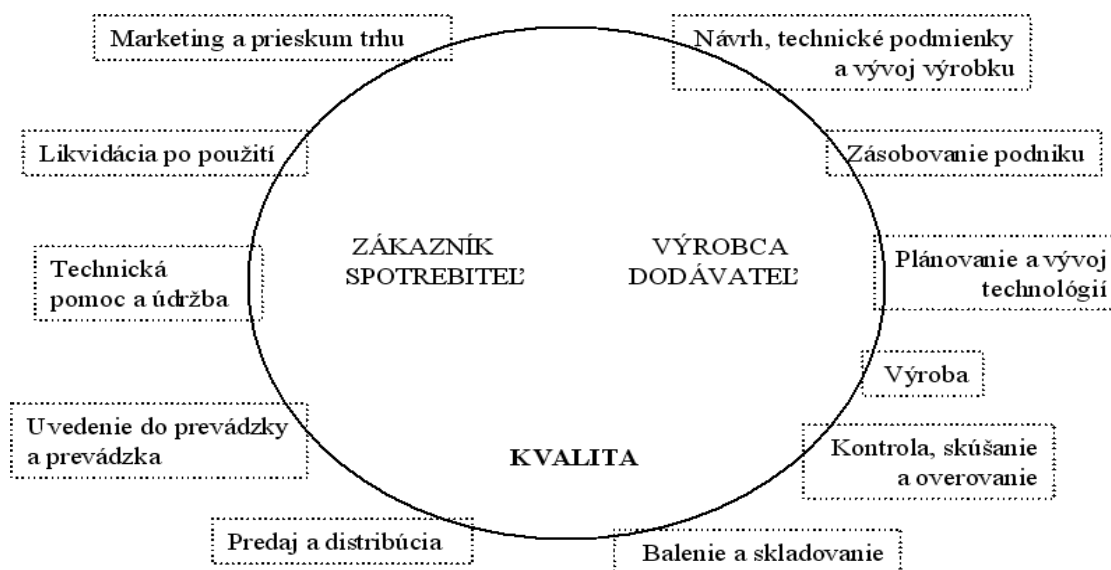 Marketing a prieskum trhu
Návrh, technické podmienky
a vývoj výrobku
Likvidácia po použití
Zásobovanie podniku
ZÁKAZNÍK
SPOTREBITEĽ
VÝROBCA
DODÁVATEĽ
Technická
pomoc a údržba
Plánovanie a vývoj
technológií
Výroba
Uvedenie do prevádzky
a prevádzka
KVALITA
Kontrola, skúšanie
a overovanie
Predaj a distribúcia
Balenie a skladovanie